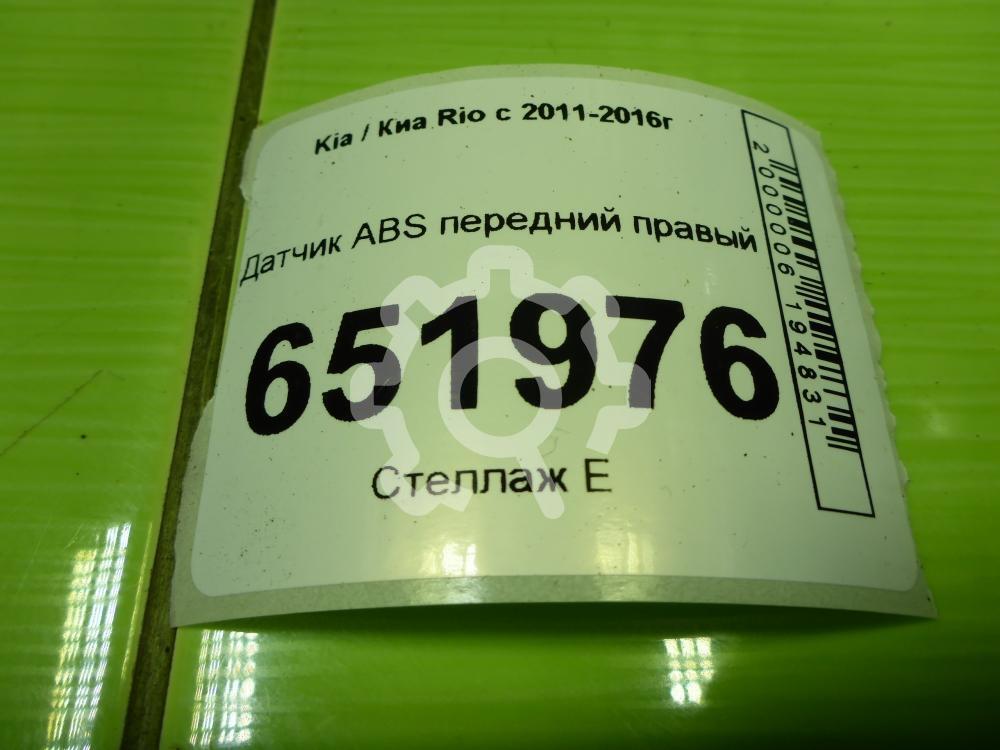 Kia / Киа Rio с 2011-2016г
Датчик ABS передний правый
651976
Стеллаж Е
2000006194831